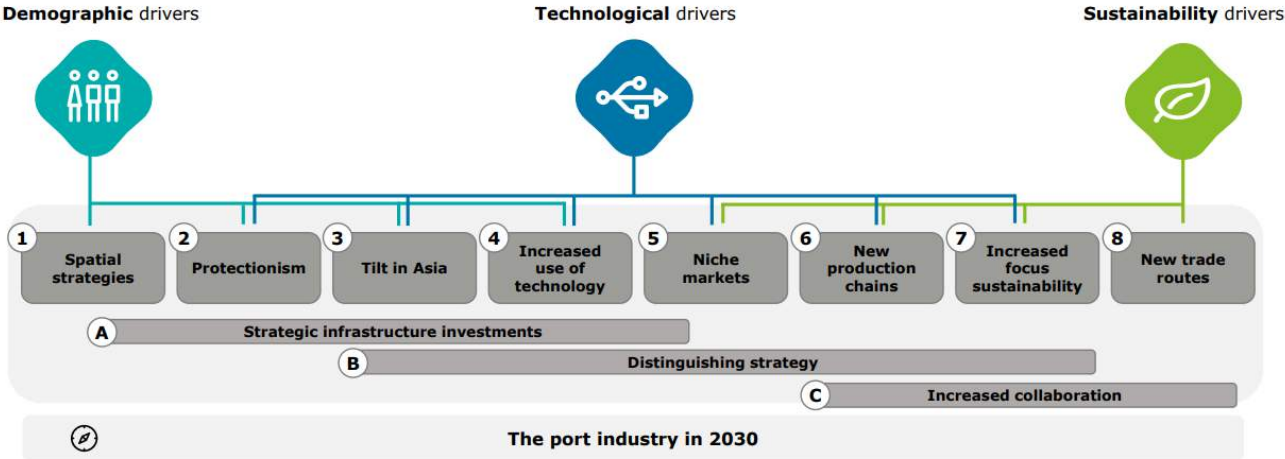 Demographic drivers
Technological drivers
Sustainability drivers
1
Spatial
strategies
2
Protectionism
3
Tilt in Asia
4
Increased
use of
technology
5
Niche
markets
6
New
production
chains
7
Increased
focus
sustainability
8
New trade
routes
A
Strategic infrastructure investments
B
Distinguishing strategy
C
Increased collaboration
The port industry in 2030